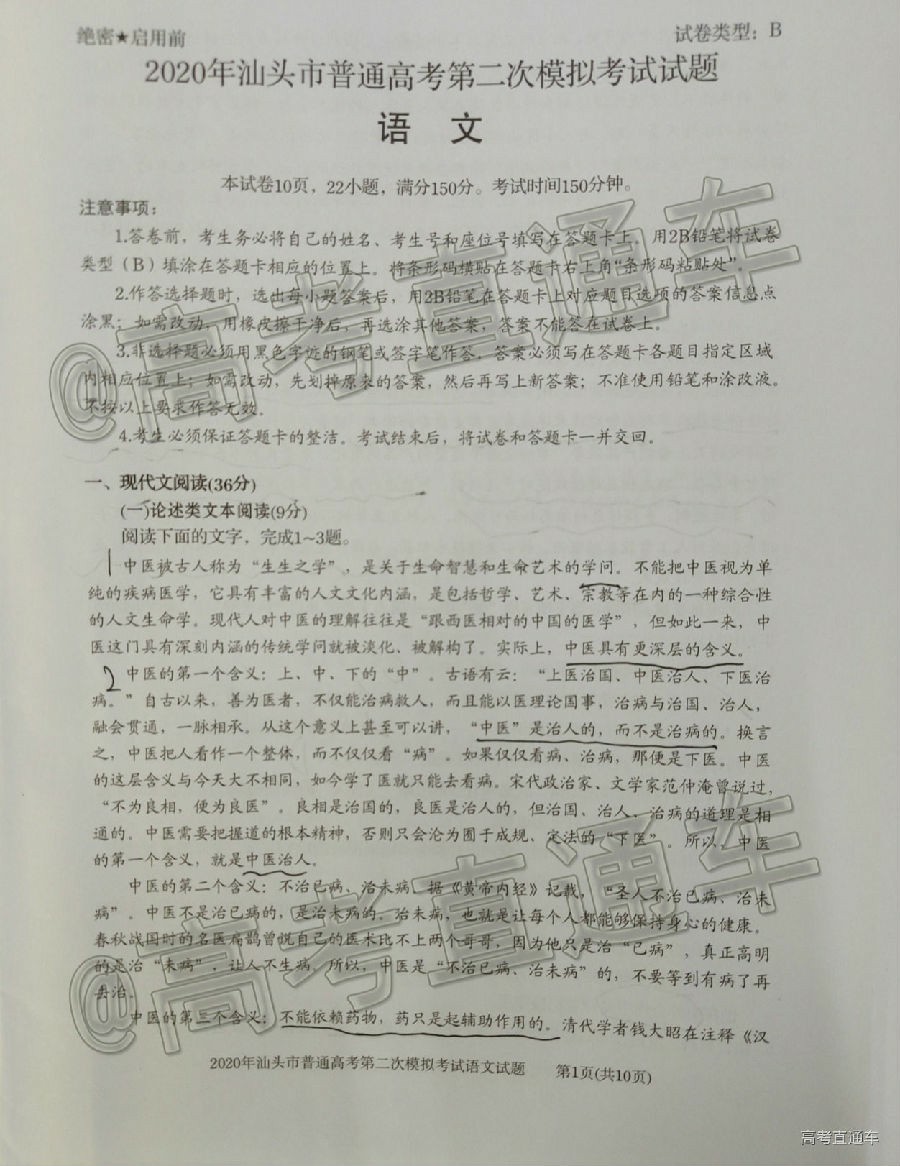 绝密★启用前
试卷类型：B
2020年汕头市普通高考第二次模拟考试试题
语 文
本试卷10页，22小题，满分150分。考试时间150分钟。
注意事项：
1.答卷前，考生务必将自己的姓名、考生号和座位号填写在答题卡上。用2B铅笔将试卷
类型（B）填涂在答题卡相应的位置上。将条形码横贴在答题卡右上角“条形码粘贴处”
2.作答选择题时，选出每小题答案后，用2B铅笔在答题卡上对应题目选项的答案信息点
涂黑；如需改动，用橡皮擦干净后，再选涂其他答案，答案不能答在试卷上。
3.非选择题必须用黑色字迹的钢笔或签字笔作答，答案必须写在答题卡各题目指定区域
内相应位置上；如需改动，先划掉原来的答案，然后再写上新答案；不准使用铅笔和涂改液。
不按以上要求作答无效。
4.考生必须保证答题卡的整洁。考试结束后，将试卷和答题卡一并交回。
一、现代文阅读(36分)
(一)论述类文本阅读(9分)
阅读下面的文字，完成1~3题。
中医被古人称为“生生之学”，是关于生命智慧和生命艺术的学问。不能把中医视为单
纯的疾病医学，它具有丰富的人文文化内涵，是包括哲学、艺术、宗教等在内的一种综合性
的人文生命学。现代人对中医的理解往往是“跟西医相对的中国的医学”，但如此一来，中
医这门具有深刻内涵的传统学问就被淡化、被解构了。实际上，中医具有更深层的含义。
2 中医的第一个含义：上、中、下的“中”。古语有云：“上医治国、中医治人、下医治
病。”自古以来，善为医者，不仅能治病救人，而且能以医理论国事，治病与治国、治人，
融会贯通，一脉相承。从这个意义上甚至可以讲，“中医”是治人的，而不是治病的。换言
之，中医把人看作一个整体，而不仅仅看“病”。如果仅仅看病、治病，那便是下医。中医
的这层含义与今天大不相同，如今学了医就只能去看病。宋代政治家、文学家范仲淹曾说过，
“不为良相，便为良医”。良相是治国的，良医是治人的，但治国、治人、治病的道理是相
通的。中医需要把握道的根本精神，否则只会沦为囿于成规、定法的“下医”。所以，中医
的第一个含义，就是中医治人。
中医的第二个含义：不治已病、治未病。据《黄帝内经》记载，“圣人不治已病、治未
病”。中医不是治已病的，是治未病的，治未病，也就是让每个人都能够保持身心的健康。
春秋战国时的名医扁鹊曾说自己的医术比不上两个哥哥，因为他只是治“已病”，真正高明
的是治“未病”，让人不生病。所以，中医是“不治已病、治未病”的，不要等到有病了再
去治。
中医的第三个含义：不能依赖药物，药只是起辅助作用的。清代学者钱大昭在注释《汉
2020年汕头市普通高考第二次模拟考试语文试题 第1页(共10页)
@高考直通车
@高考直通车
高考直通车